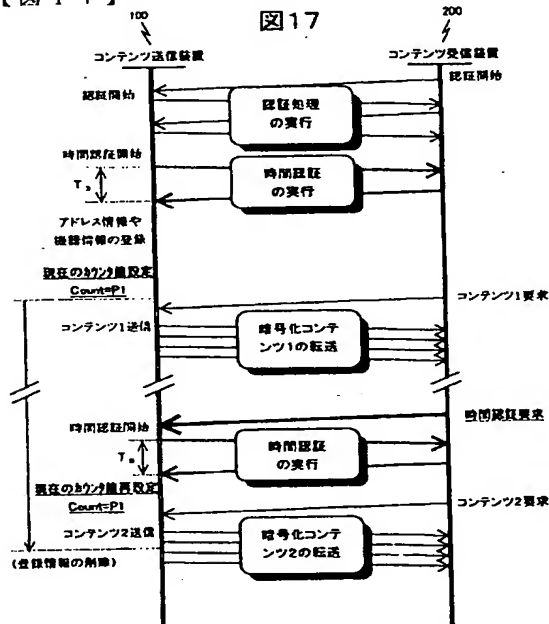 【図17】
図17
100
200
コンテンツ送信装置
コンテンツ受信装置
認証開始
認証開始
認証処理
の実行
時間認証開始
時間認証
の実行
アドレス情報や
機器情報の登録
現在のカウンタ値設定
Count=P1
コンテンツ1要求
コンテンツ1送信
暗号化コンテ
ンツ1の転送
時間認証要求
時間認証開始
時間認証
の実行
現在のカウンタ値再設定
Count=P1
コンテンツ2要求
コンテンツ2送信
暗号化コンテ
ンツ2の転送
(登録情報の削除)